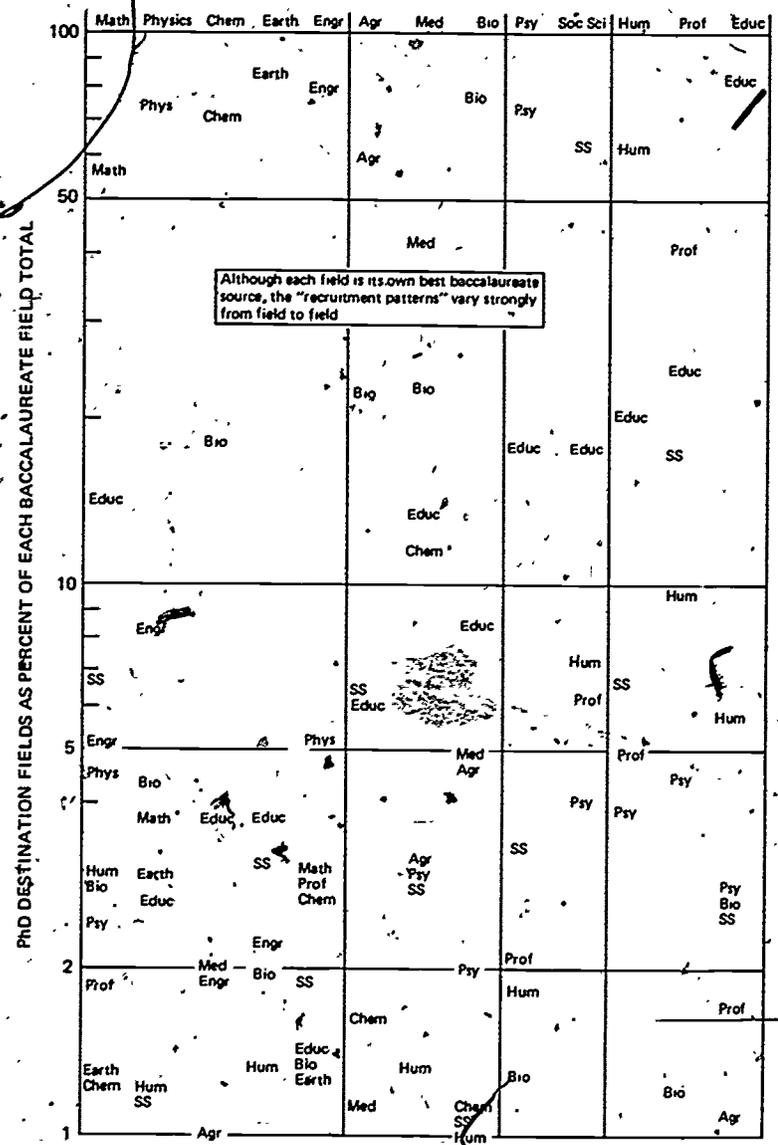 Math Physics Chem Earth Engr Agr Med Bio Psy Soc Sci Hum Prof Educ
100
Earth
Educ
Engr
Bio
Phys
Psy
Chem
SS Hum
Agr
Math
50
Med
Prof
Although each field is its own best baccalaureate
source, the "recruitment patterns" vary strongly
from field to field
PhD DESTINATION FIELDS AS PERCENT OF EACH BACCALAUREATE FIELD TOTAL
Educ
Bio Bio
Educ
Bio
Educ Educ
SS
Educ
Educ
Chem
10
Hum
Engr
Educ
Hum
SS
SS
SS
Educ
Prof
Hum
Engr
Phys
5
Med
Prof
Phys
Agr
Bio
Psy
Psy
Psy
Math Educ Educ
SS
SS
Agr
Hum
Math
Earth
Psy
Bio
Prof
SS
Psy
Educ
Chem
Bio
Psy
SS
Engr
Prof
2
Med
Psy
Prof
Engr
Bio
SS
Hum
Prof
Chem
Educ
Earth
Hum
Bio
Hum
Chem
Hum
Earth
Bio
Bio
SS
Med
Chem
Agr
SS
1
Agr
Hum